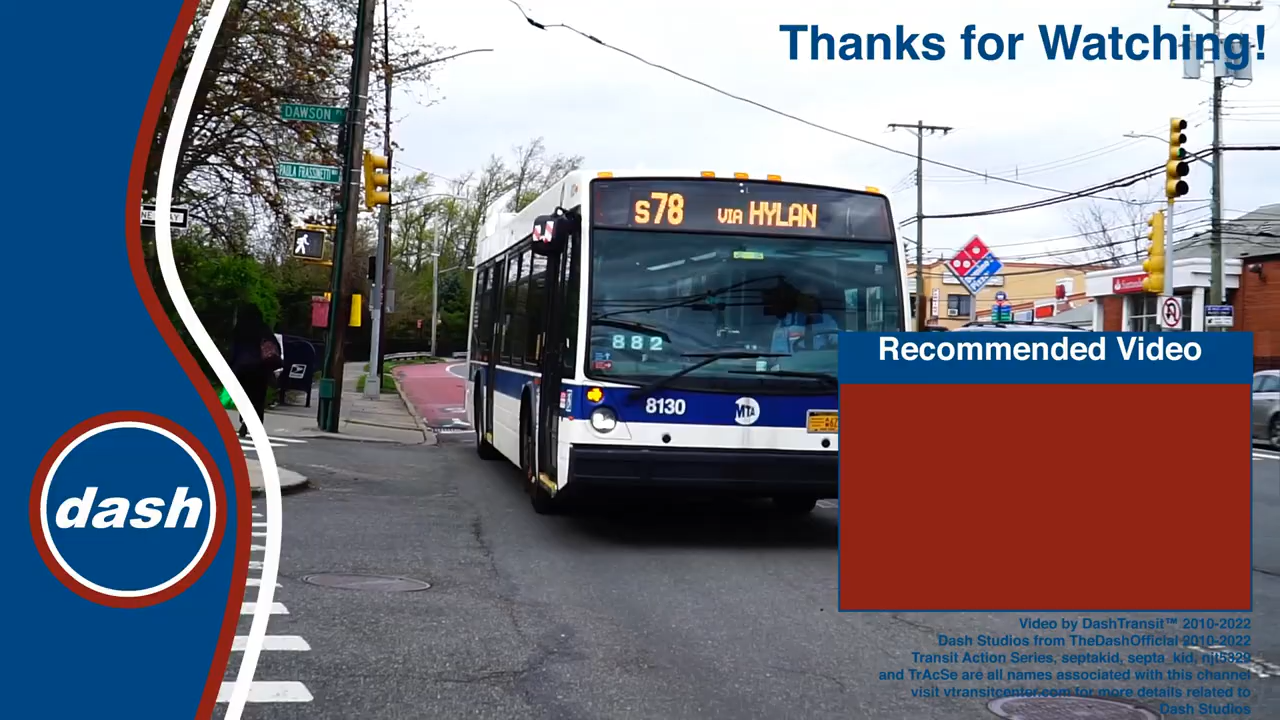 Thanks for Watching!
DAWSON
PAULA FRASSINETTI
s78 VIA HYLAN
882
8130
MTA
dash
Recommended Video
Video by DashTransit™ 2010-2022
Dash Studios from TheDashOfficial 2010-2022
Transit Action Series, septakid, septa_kid, njt5329
and TrAcSe are all names associated with this channel
visit vtransitcenter.com for more details related to
Dash Studios